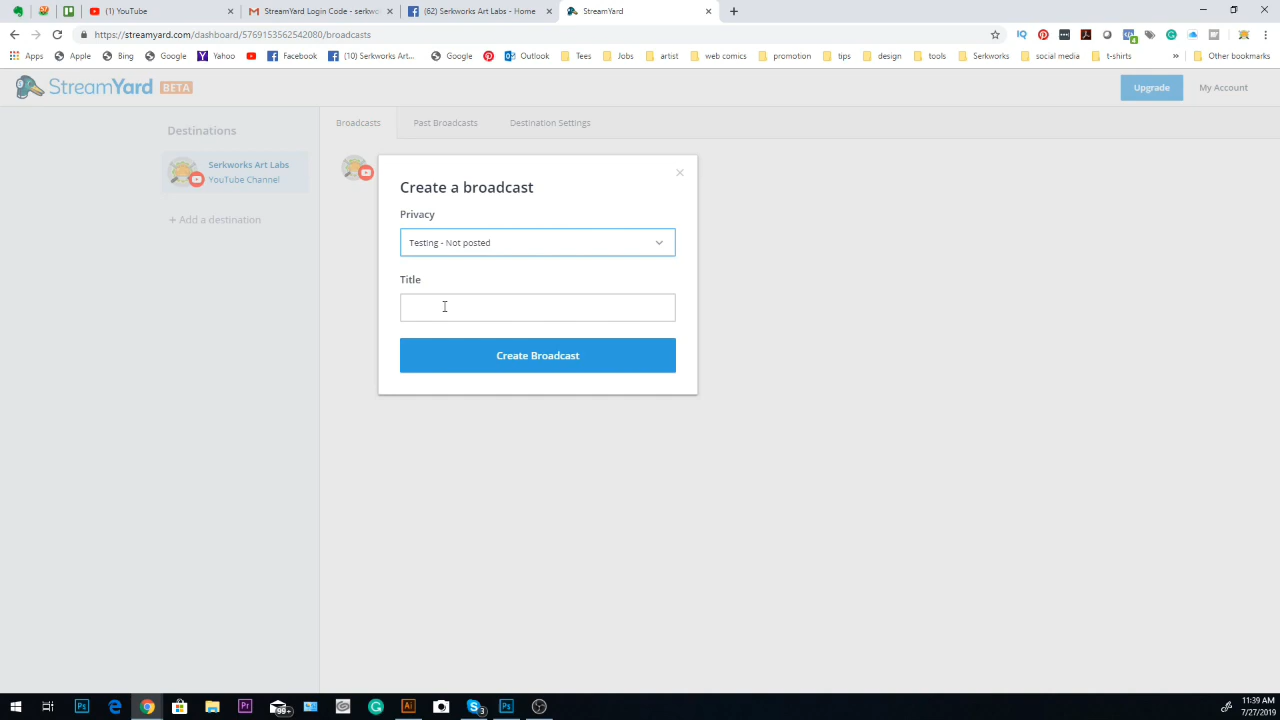 (1) YouTube
StreamYard Login Code - serkwo
(62) Serkworks Art Labs - Home
StreamYard
https://streamyard.com/dashboard/5769153562542080/broadcasts
Apps Apple Bing Google Yahoo Facebook (10) Serkworks Art... Google Outlook Tees Jobs artist web comics promotion tips design tools Serkworks social media t-shirts » Other bookmarks
StreamYard BETA
Upgrade My Account
Destinations
Broadcasts Past Broadcasts Destination Settings
Serkworks Art Labs
YouTube Channel
+ Add a destination
Create a broadcast
Privacy
Testing - Not posted
Title
Create Broadcast
11:39 AM
7/27/2019